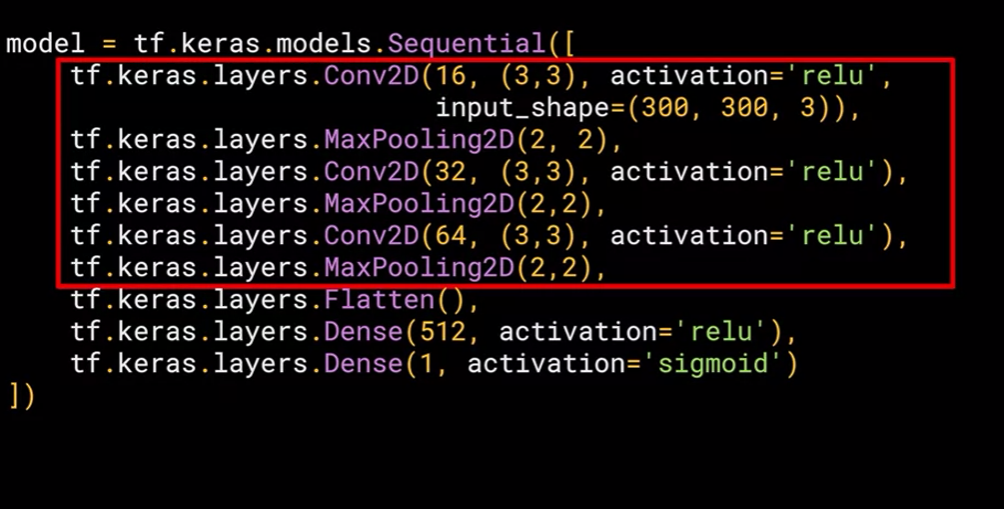 model = tf.keras.models.Sequential([
    tf.keras.layers.Conv2D(16, (3,3), activation='relu',
                           input_shape=(300, 300, 3)),
    tf.keras.layers.MaxPooling2D(2, 2),
    tf.keras.layers.Conv2D(32, (3,3), activation='relu'),
    tf.keras.layers.MaxPooling2D(2,2),
    tf.keras.layers.Conv2D(64, (3,3), activation='relu'),
    tf.keras.layers.MaxPooling2D(2,2),
    tf.keras.layers.Flatten(),
    tf.keras.layers.Dense(512, activation='relu'),
    tf.keras.layers.Dense(1, activation='sigmoid')
])